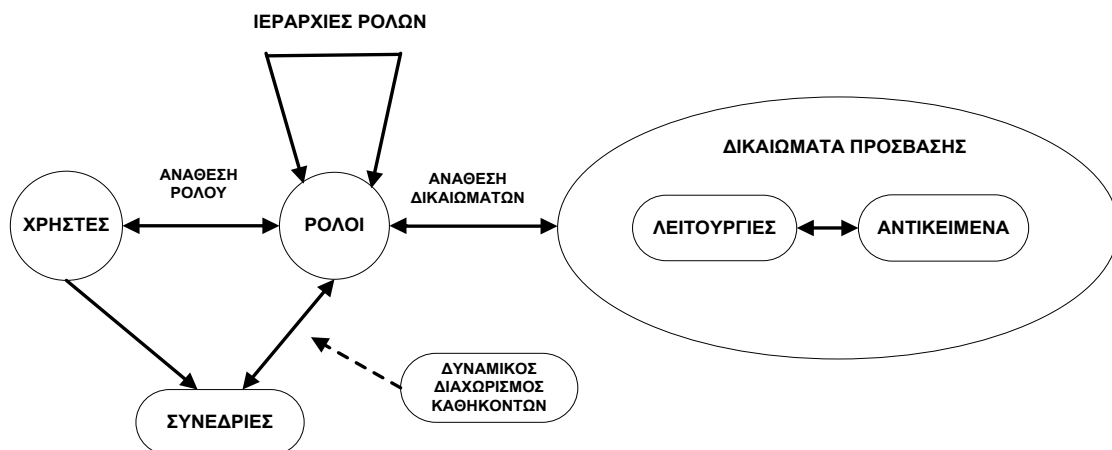 ΙΕΡΑΡΧΙΕΣ ΡΟΛΩΝ
ΔΙΚΑΙΩΜΑΤΑ ΠΡΟΣΒΑΣΗΣ
ΑΝΑΘΕΣΗ
ΡΟΛΟΥ
ΑΝΑΘΕΣΗ
ΔΙΚΑΙΩΜΑΤΩΝ
ΧΡΗΣΤΕΣ
ΡΟΛΟΙ
ΛΕΙΤΟΥΡΓΙΕΣ
ΑΝΤΙΚΕΙΜΕΝΑ
ΔΥΝΑΜΙΚΟΣ
ΔΙΑΧΩΡΙΣΜΟΣ
ΚΑΘΗΚΟΝΤΩΝ
ΣΥΝΕΔΡΙΕΣ